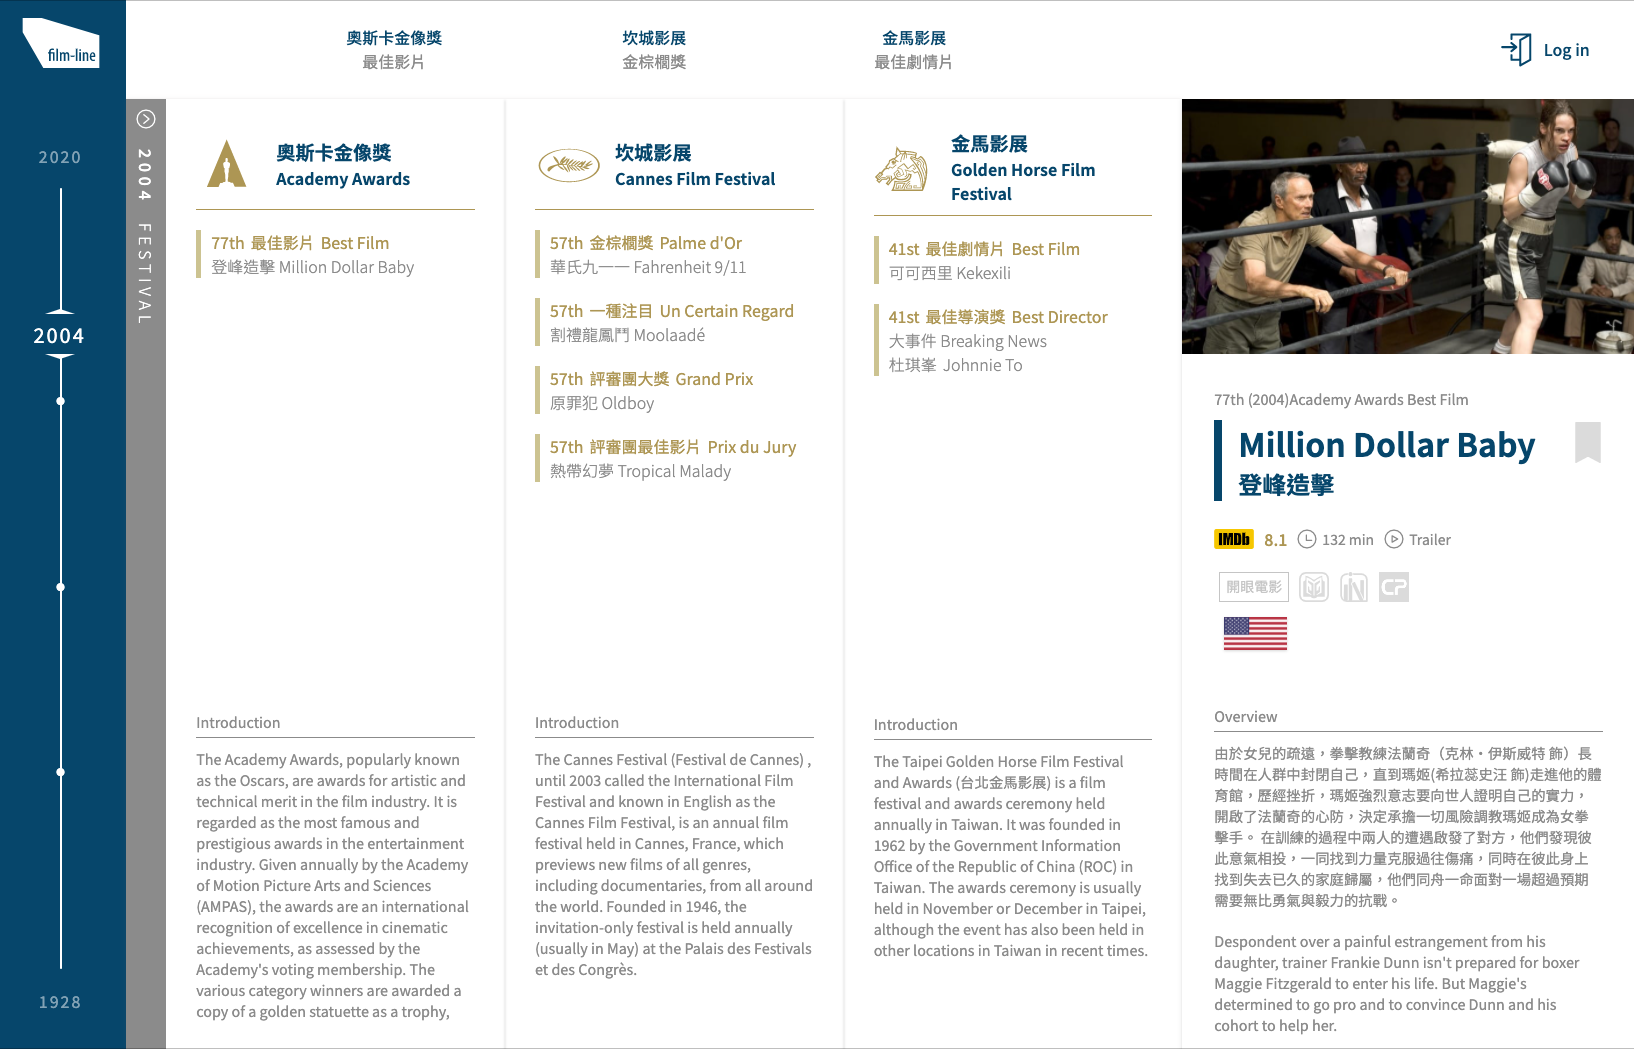 film-line
奧斯卡金像獎
最佳影片
坎城影展
金棕櫚獎
金馬影展
最佳劇情片
Log in
2020
2004
1928
2004 FESTIVAL
奧斯卡金像獎
Academy Awards
77th 最佳影片 Best Film
登峰造擊 Million Dollar Baby
Introduction
The Academy Awards, popularly known
as the Oscars, are awards for artistic and
technical merit in the film industry. It is
regarded as the most famous and
prestigious awards in the entertainment
industry. Given annually by the Academy
of Motion Picture Arts and Sciences
(AMPAS), the awards are an international
recognition of excellence in cinematic
achievements, as assessed by the
Academy's voting membership. The
various category winners are awarded a
copy of a golden statuette as a trophy,
坎城影展
Cannes Film Festival
57th 金棕櫚獎 Palme d'Or
華氏九一一 Fahrenheit 9/11
57th 一種注目 Un Certain Regard
割禮龍鳳鬥 Moolaadé
57th 評審團大獎 Grand Prix
原罪犯 Oldboy
57th 評審團最佳影片 Prix du Jury
熱帶幻夢 Tropical Malady
Introduction
The Cannes Festival (Festival de Cannes) ,
until 2003 called the International Film
Festival and known in English as the
Cannes Film Festival, is an annual film
festival held in Cannes, France, which
previews new films of all genres,
including documentaries, from all around
the world. Founded in 1946, the
invitation-only festival is held annually
(usually in May) at the Palais des Festivals
et des Congrès.
金馬影展
Golden Horse Film
Festival
41st 最佳劇情片 Best Film
可可西里 Kekexili
41st 最佳導演獎 Best Director
大事件 Breaking News
杜琪峯 Johnnie To
Introduction
The Taipei Golden Horse Film Festival
and Awards (台北金馬影展) is a film
festival and awards ceremony held
annually in Taiwan. It was founded in
1962 by the Government Information
Office of the Republic of China (ROC) in
Taiwan. The awards ceremony is usually
held in November or December in Taipei,
although the event has also been held in
other locations in Taiwan in recent times.
77th (2004)Academy Awards Best Film
Million Dollar Baby
登峰造擊
IMDb 8.1 132 min Trailer
開眼電影 iN CP
Overview
由於女兒的疏遠，拳擊教練法蘭奇（克林・伊斯威特 飾）長
時間在人群中封閉自己，直到瑪姬(希拉蕊史汪 飾)走進他的體
育館，歷經挫折，瑪姬強烈意志要向世人證明自己的實力，
開啟了法蘭奇的心防，決定承擔一切風險調教瑪姬成為女拳
擊手。 在訓練的過程中兩人的遭遇啟發了對方，他們發現彼
此意氣相投，一同找到力量克服過往傷痛，同時在彼此身上
找到失去已久的家庭歸屬，他們同舟一命面對一場超過預期
需要無比勇氣與毅力的抗戰。
Despondent over a painful estrangement from his
daughter, trainer Frankie Dunn isn't prepared for boxer
Maggie Fitzgerald to enter his life. But Maggie's
determined to go pro and to convince Dunn and his
cohort to help her.